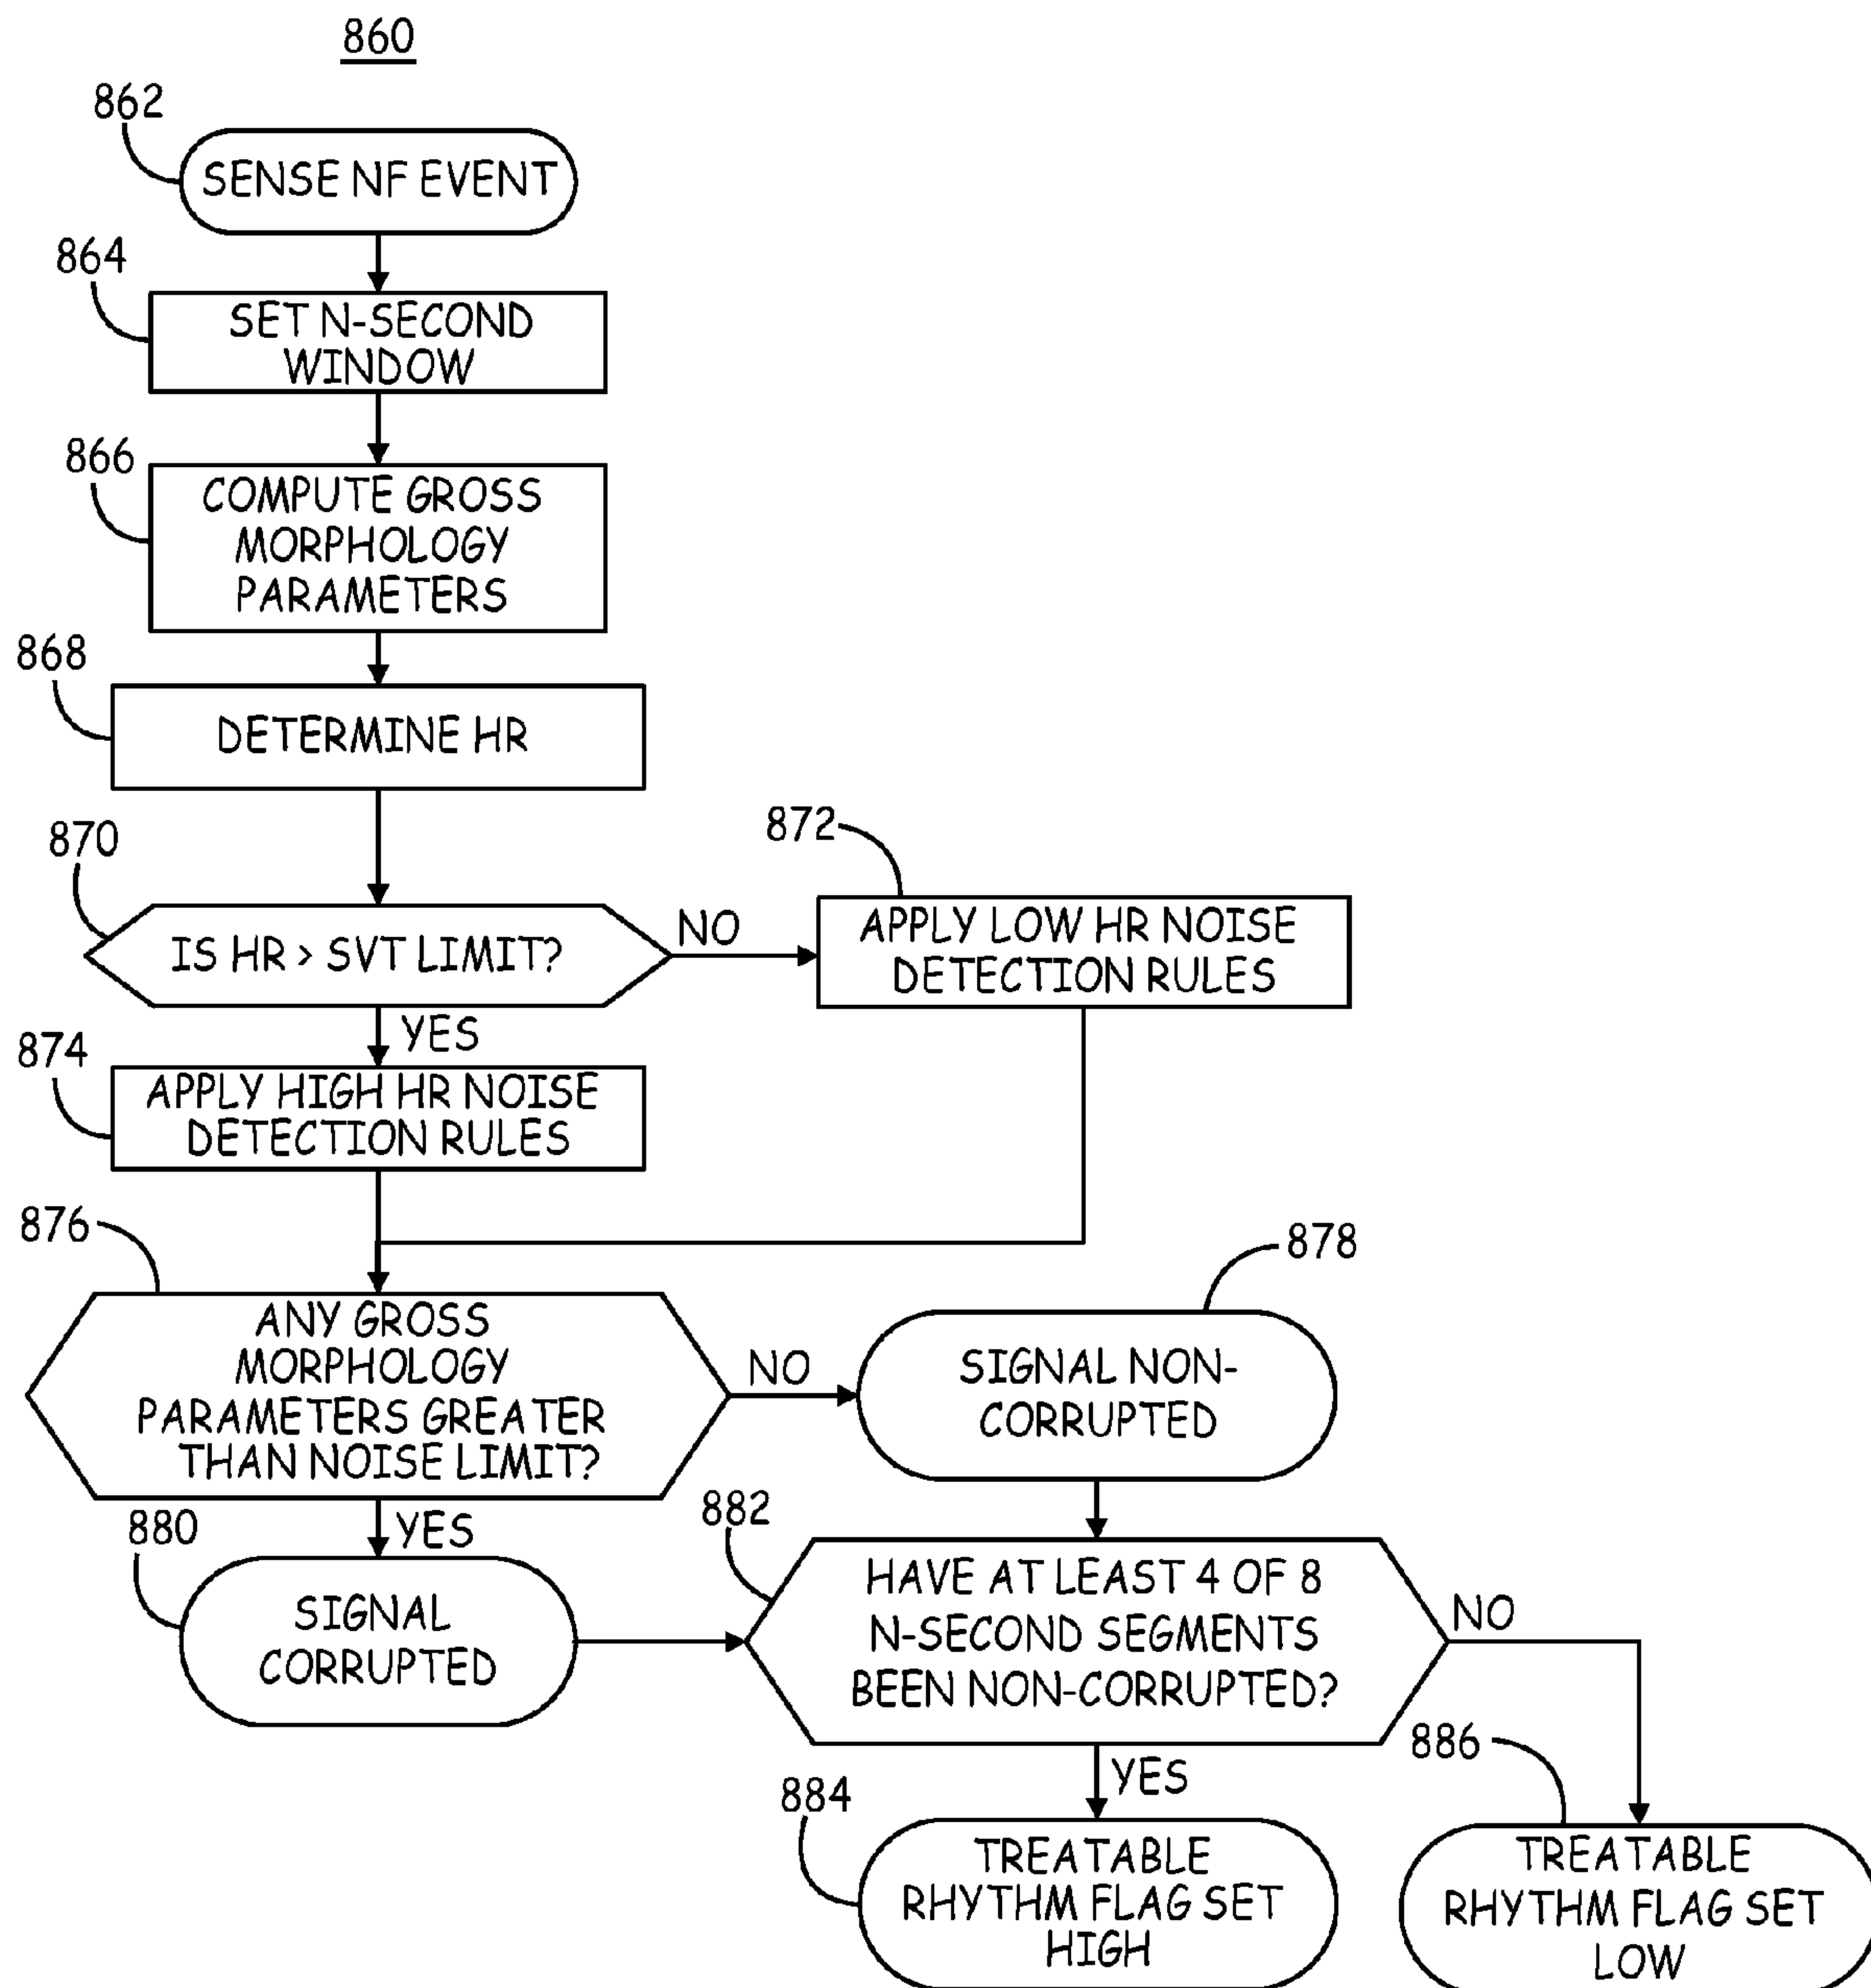 860
862
SENSE NF EVENT
864
SET N-SECOND
WINDOW
866
COMPUTE GROSS
MORPHOLOGY
PARAMETERS
868
DETERMINE HR
870
IS HR > SVT LIMIT?
NO
872
APPLY LOW HR NOISE
DETECTION RULES
YES
874
APPLY HIGH HR NOISE
DETECTION RULES
876
ANY GROSS
MORPHOLOGY
PARAMETERS GREATER
THAN NOISE LIMIT?
NO
878
SIGNAL NON-
CORRUPTED
YES
880
SIGNAL
CORRUPTED
882
HAVE AT LEAST 4 OF 8
N-SECOND SEGMENTS
BEEN NON-CORRUPTED?
NO
YES
884
TREATABLE
RHYTHM FLAG SET
HIGH
886
TREATABLE
RHYTHM FLAG SET
LOW